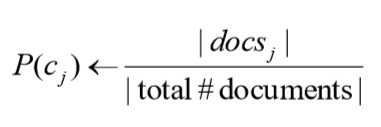 P(c_j) ← | docs_j | / | total # documents |